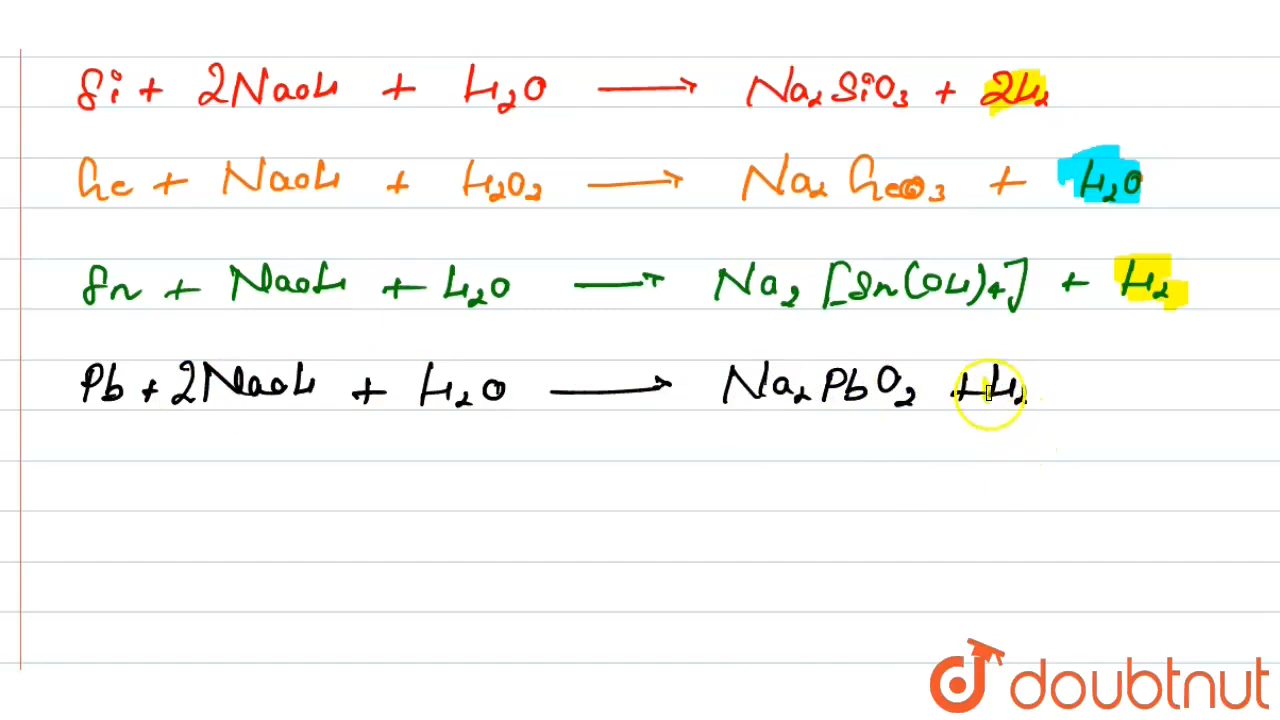 Si + 2NaOH + H2O → Na2SiO3 + 2H2
Ge + NaOH + H2O2 → Na2GeO3 + H2O
Sn + NaOH + H2O → Na2[Sn(OH)4] + H2
Pb + 2NaOH + H2O → Na2PbO2 + H2
doubtnut